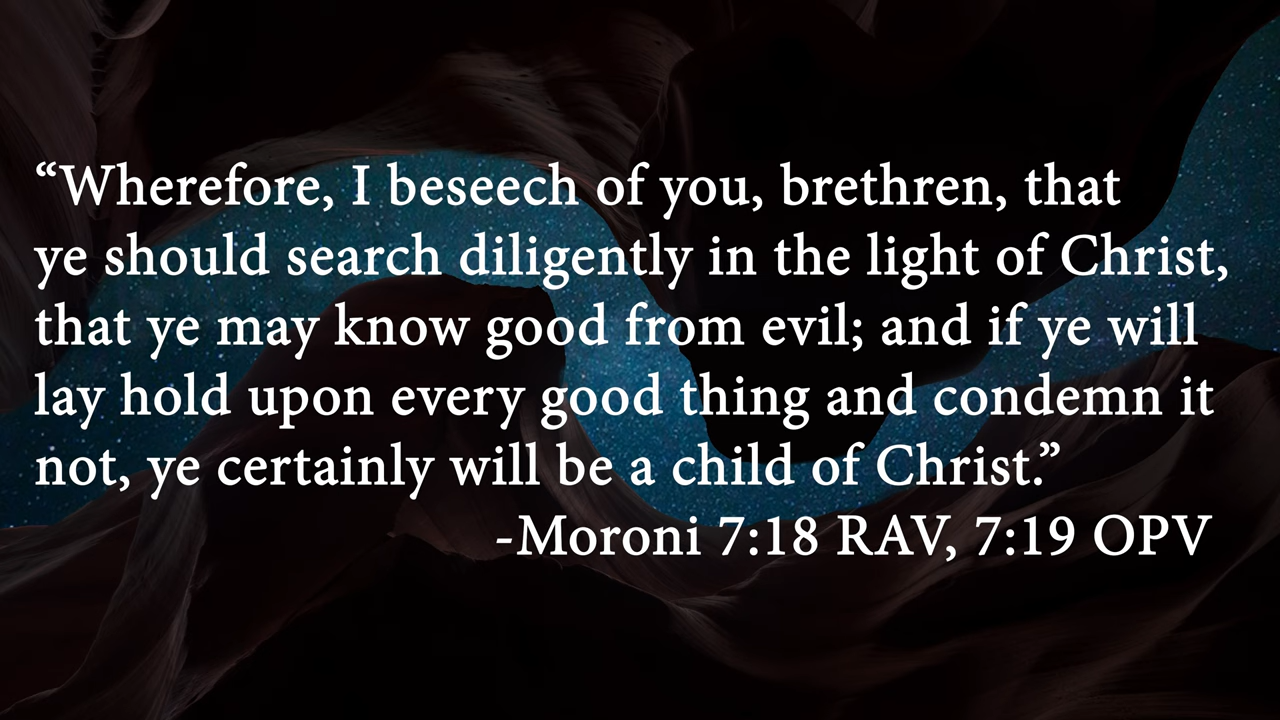 “Wherefore, I beseech of you, brethren, that
ye should search diligently in the light of Christ,
that ye may know good from evil; and if ye will
lay hold upon every good thing and condemn it
not, ye certainly will be a child of Christ.”
-Moroni 7:18 RAV, 7:19 OPV